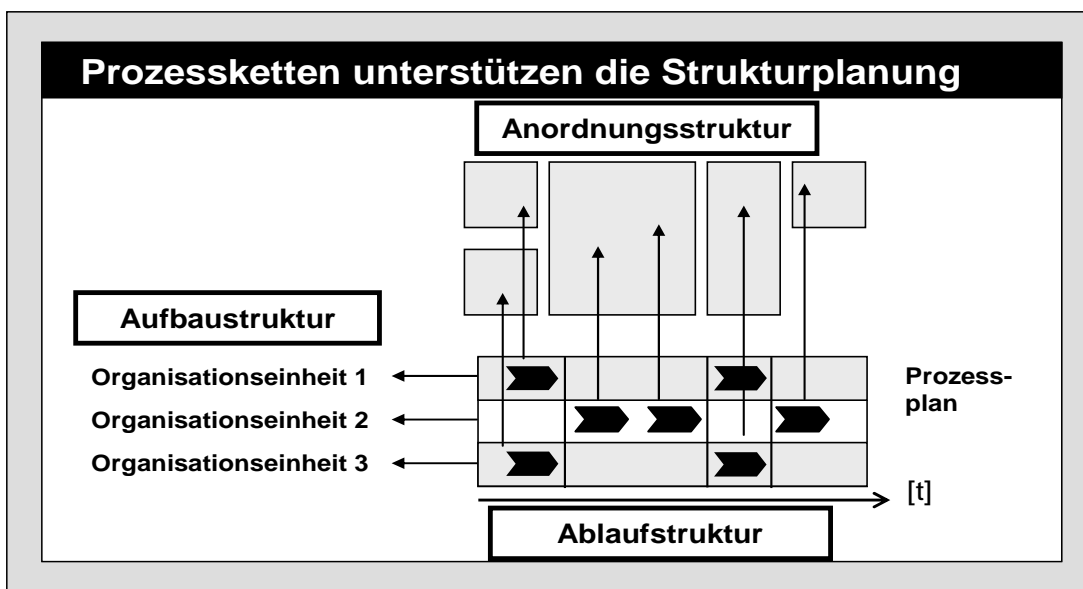 Prozessketten unterstützen die Strukturplanung
Anordnungsstruktur
Aufbaustruktur
Organisationseinheit 1
Organisationseinheit 2
Organisationseinheit 3
Prozess-
plan
[t]
Ablaufstruktur